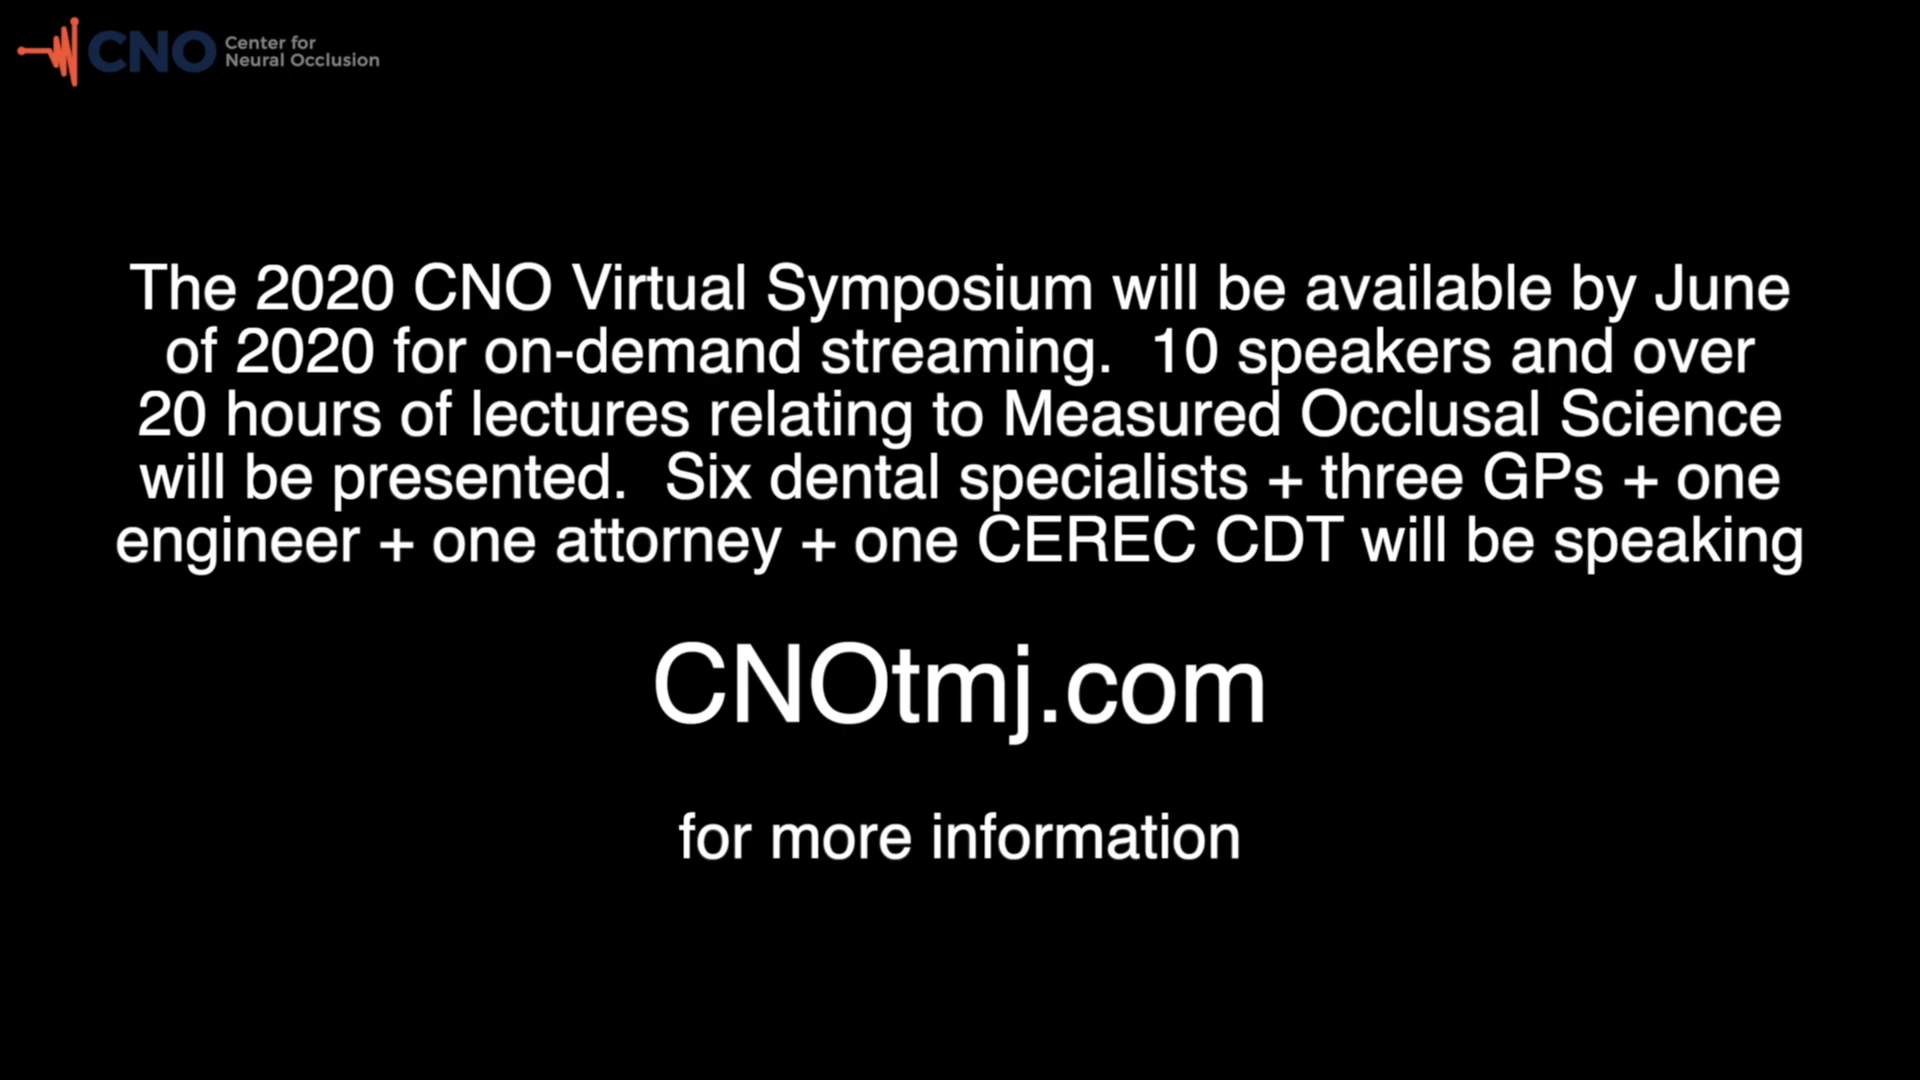 CNO Center for
Neural Occlusion
The 2020 CNO Virtual Symposium will be available by June
of 2020 for on-demand streaming.  10 speakers and over
20 hours of lectures relating to Measured Occlusal Science
will be presented.  Six dental specialists + three GPs + one
engineer + one attorney + one CEREC CDT will be speaking
CNOtmj.com
for more information